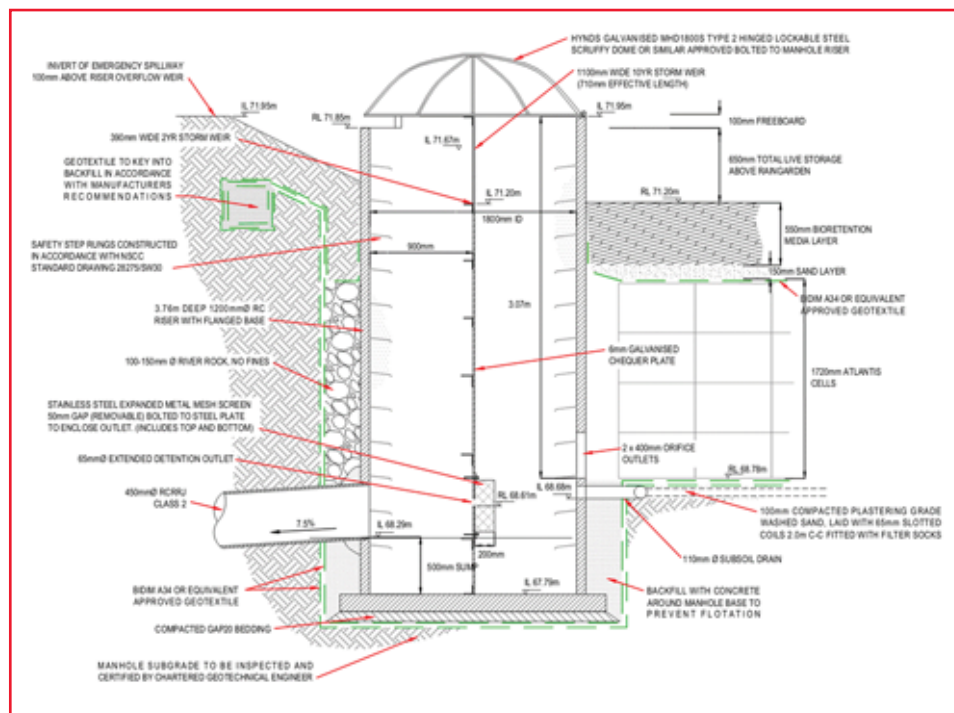 HYNDS GALVANISED MHD1800S TYPE 2 HINGED LOCKABLE STEEL
SCRUFFY DOME OR SIMILAR APPROVED BOLTED TO MANHOLE RISER
INVERT OF EMERGENCY SPILLWAY
100mm ABOVE RISER OVERFLOW WEIR
1100mm WIDE 10YR STORM WEIR
(710mm EFFECTIVE LENGTH)
IL 71.95m
RL 71.85m
IL 71.95m
100mm FREEBOARD
390mm WIDE 2YR STORM WEIR
IL 71.67m
GEOTEXTILE TO KEY INTO
BACKFILL IN ACCORDANCE
WITH MANUFACTURERS
RECOMMENDATIONS
650mm TOTAL LIVE STORAGE
ABOVE RAINGARDEN
IL 71.20m
RL 71.20m
1800mm ID
550mm BIORETENTION
MEDIA LAYER
SAFETY STEP RUNGS CONSTRUCTED
IN ACCORDANCE WITH NSCC
STANDARD DRAWING 28275/SW30
900mm
150mm SAND LAYER
BIDIM A34 OR EQUIVALENT
APPROVED GEOTEXTILE
3.76m DEEP 1200mmØ RC
RISER WITH FLANGED BASE
3.07m
6mm GALVANISED
CHEQUER PLATE
100-150mm Ø RIVER ROCK, NO FINES
1720mm ATLANTIS
CELLS
STAINLESS STEEL EXPANDED METAL MESH SCREEN
50mm GAP (REMOVABLE) BOLTED TO STEEL PLATE
TO ENCLOSE OUTLET. (INCLUDES TOP AND BOTTOM)
2 x 400mm ORIFICE
OUTLETS
65mmØ EXTENDED DETENTION OUTLET
RL 68.78m
450mmØ RCRRJ
CLASS 2
IL 68.68m
RL 68.61m
100mm COMPACTED PLASTERING GRADE
WASHED SAND, LAID WITH 65mm SLOTTED
COILS 2.0m C-C FITTED WITH FILTER SOCKS
7.5%
IL 68.29m
200mm
110mm Ø SUBSOIL DRAIN
500mm SUMP
IL 67.79m
BIDIM A34 OR EQUIVALENT
APPROVED GEOTEXTILE
BACKFILL WITH CONCRETE
AROUND MANHOLE BASE TO
PREVENT FLOTATION
COMPACTED GAP20 BEDDING
MANHOLE SUBGRADE TO BE INSPECTED AND
CERTIFIED BY CHARTERED GEOTECHNICAL ENGINEER